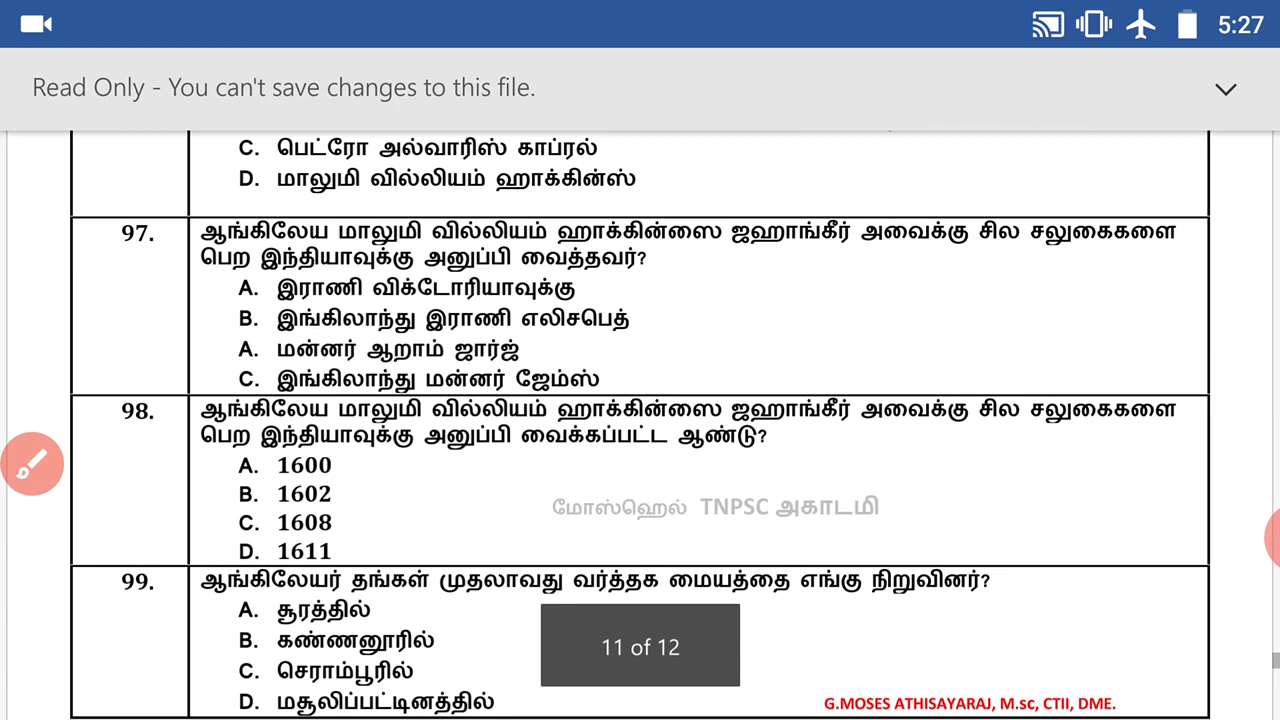 5:27
Read Only - You can't save changes to this file.
C. பெட்ரோ அல்வாரிஸ் காப்ரல்
D. மாலுமி வில்லியம் ஹாக்கின்ஸ்
97. ஆங்கிலேய மாலுமி வில்லியம் ஹாக்கின்ஸை ஜஹாங்கீர் அவைக்கு சில சலுகைகளை
பெற இந்தியாவுக்கு அனுப்பி வைத்தவர்?
A. இராணி விக்டோரியாவுக்கு
B. இங்கிலாந்து இராணி எலிசபெத்
A. மன்னர் ஆறாம் ஜார்ஜ்
C. இங்கிலாந்து மன்னர் ஜேம்ஸ்
98. ஆங்கிலேய மாலுமி வில்லியம் ஹாக்கின்ஸை ஜஹாங்கீர் அவைக்கு சில சலுகைகளை
பெற இந்தியாவுக்கு அனுப்பி வைக்கப்பட்ட ஆண்டு?
A. 1600
B. 1602
மோஸ்ஹெல் TNPSC அகாடமி
C. 1608
D. 1611
99. ஆங்கிலேயர் தங்கள் முதலாவது வர்த்தக மையத்தை எங்கு நிறுவினர்?
A. சூரத்தில்
B. கண்ணனூரில்
11 of 12
C. செராம்பூரில்
D. மசூலிப்பட்டினத்தில்
G.MOSES ATHISAYARAJ, M.sc, CTII, DME.